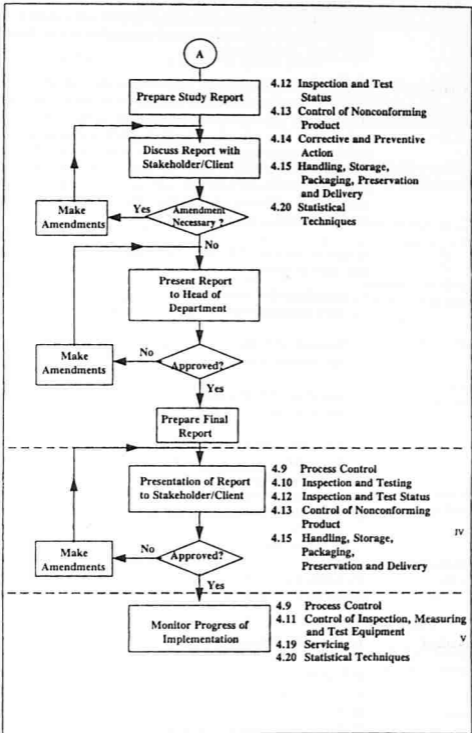 A
Prepare Study Report
4.12 Inspection and Test
Status
4.13 Control of Nonconforming
Product
4.14 Corrective and Preventive
Action
4.15 Handling, Storage,
Packaging, Preservation
and Delivery
4.20 Statistical
Techniques
Discuss Report with
Stakeholder/Client
Make
Amendments
Yes
Amendment
Necessary ?
No
Present Report
to Head of
Department
Make
Amendments
No
Approved?
Yes
Prepare Final
Report
Presentation of Report
to Stakeholder/Client
4.9 Process Control
4.10 Inspection and Testing
4.12 Inspection and Test Status
4.13 Control of Nonconforming
Product
4.15 Handling, Storage,
Packaging,
Preservation and Delivery
IV
Make
Amendments
No
Approved?
Yes
Monitor Progress of
Implementation
4.9 Process Control
4.11 Control of Inspection, Measuring
and Test Equipment
4.19 Servicing
4.20 Statistical Techniques
V